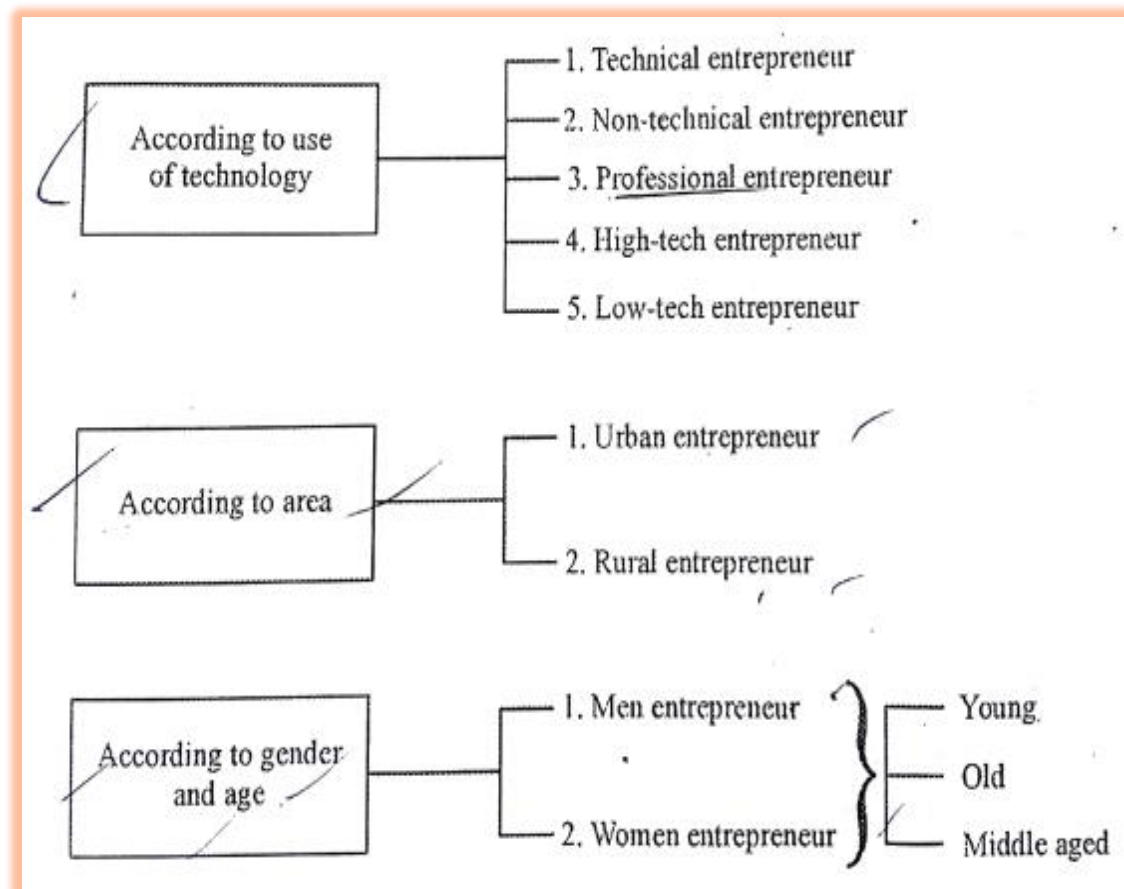 1. Technical entrepreneur
2. Non-technical entrepreneur
According to use
of technology
3. Professional entrepreneur
4. High-tech entrepreneur
5. Low-tech entrepreneur
According to area
1. Urban entrepreneur
2. Rural entrepreneur
According to gender
and age
1. Men entrepreneur
2. Women entrepreneur
Young
Old
Middle aged